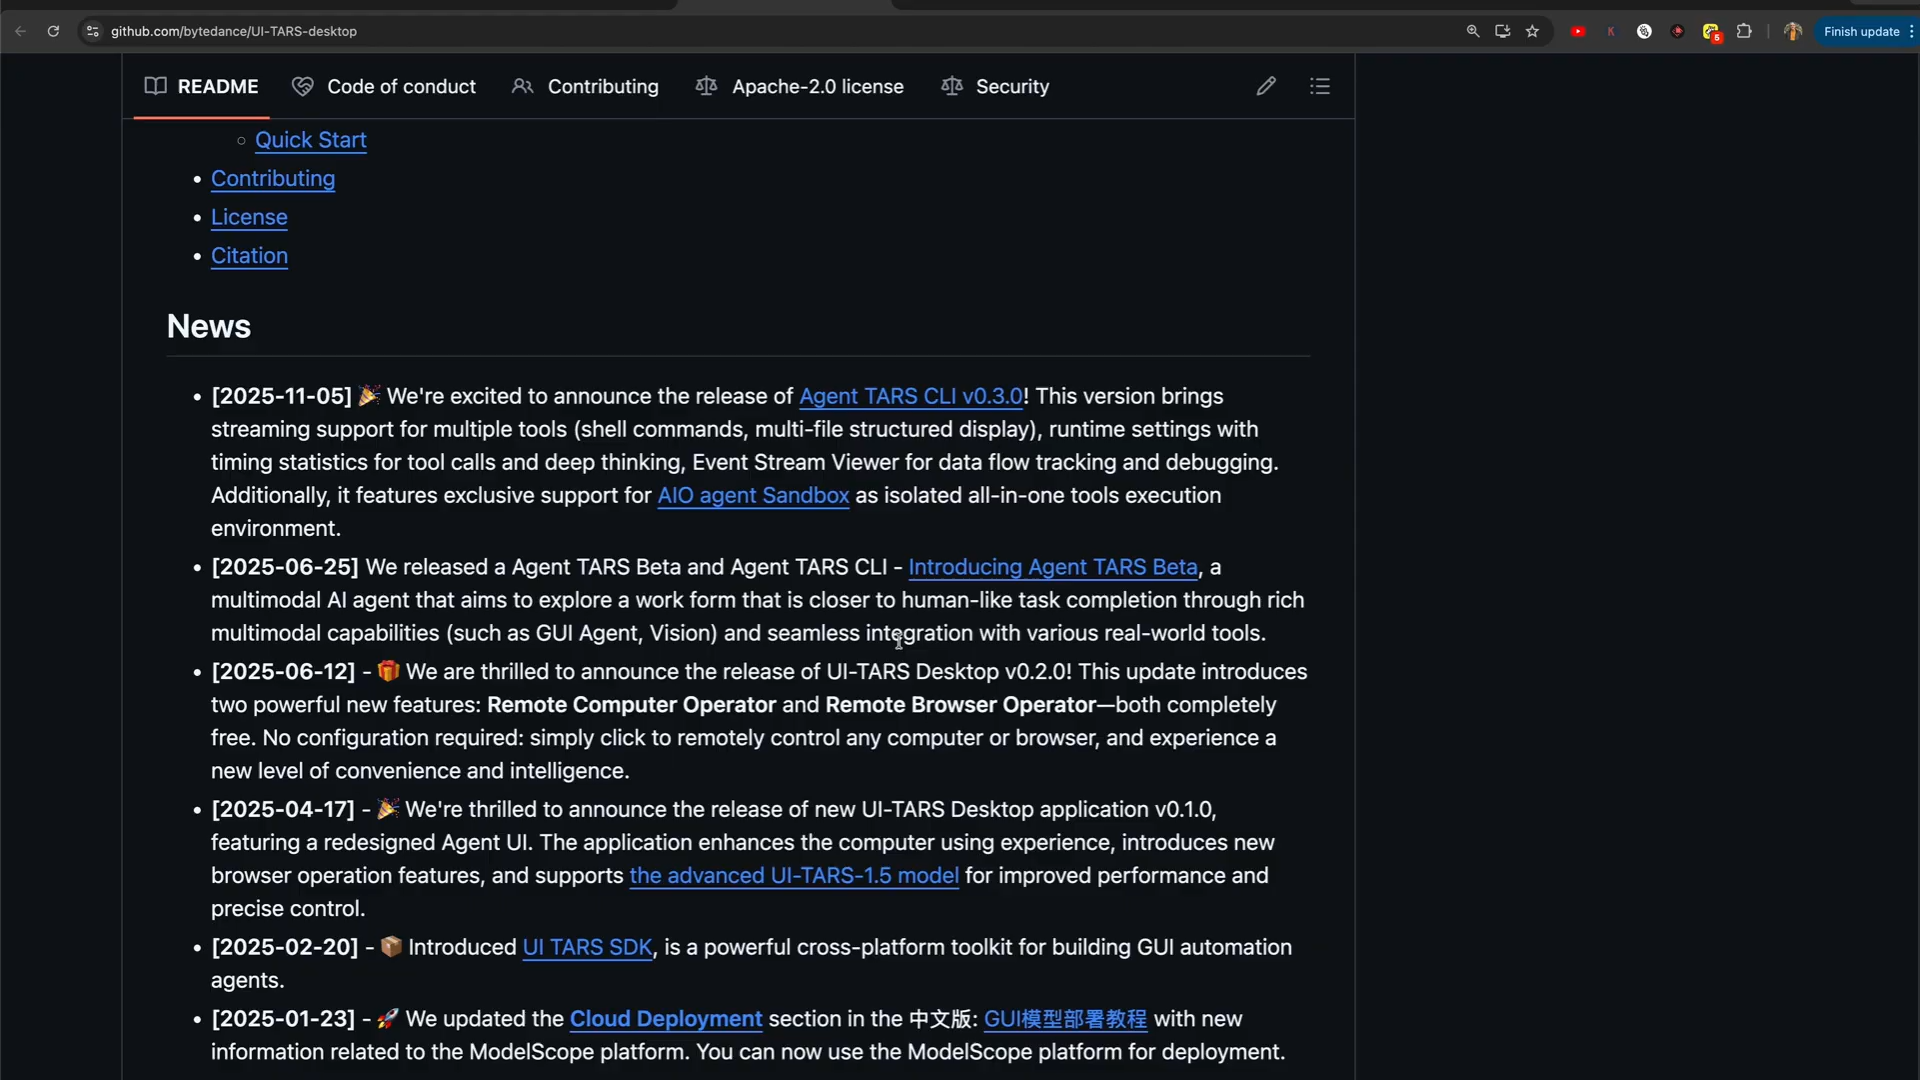 github.com/bytedance/UI-TARS-desktop
K
5
Finish update
README
Code of conduct
Contributing
Apache-2.0 license
Security
Quick Start
Contributing
License
Citation
News
[2025-11-05] 🎉 We're excited to announce the release of Agent TARS CLI v0.3.0! This version brings
streaming support for multiple tools (shell commands, multi-file structured display), runtime settings with
timing statistics for tool calls and deep thinking, Event Stream Viewer for data flow tracking and debugging.
Additionally, it features exclusive support for AIO agent Sandbox as isolated all-in-one tools execution
environment.
[2025-06-25] We released a Agent TARS Beta and Agent TARS CLI - Introducing Agent TARS Beta, a
multimodal AI agent that aims to explore a work form that is closer to human-like task completion through rich
multimodal capabilities (such as GUI Agent, Vision) and seamless integration with various real-world tools.
[2025-06-12] - 🎁 We are thrilled to announce the release of UI-TARS Desktop v0.2.0! This update introduces
two powerful new features: Remote Computer Operator and Remote Browser Operator—both completely
free. No configuration required: simply click to remotely control any computer or browser, and experience a
new level of convenience and intelligence.
[2025-04-17] - 🎉 We're thrilled to announce the release of new UI-TARS Desktop application v0.1.0,
featuring a redesigned Agent UI. The application enhances the computer using experience, introduces new
browser operation features, and supports the advanced UI-TARS-1.5 model for improved performance and
precise control.
[2025-02-20] - 📦 Introduced UI TARS SDK, is a powerful cross-platform toolkit for building GUI automation
agents.
[2025-01-23] - 🚀 We updated the Cloud Deployment section in the 中文版: GUI模型部署教程 with new
information related to the ModelScope platform. You can now use the ModelScope platform for deployment.